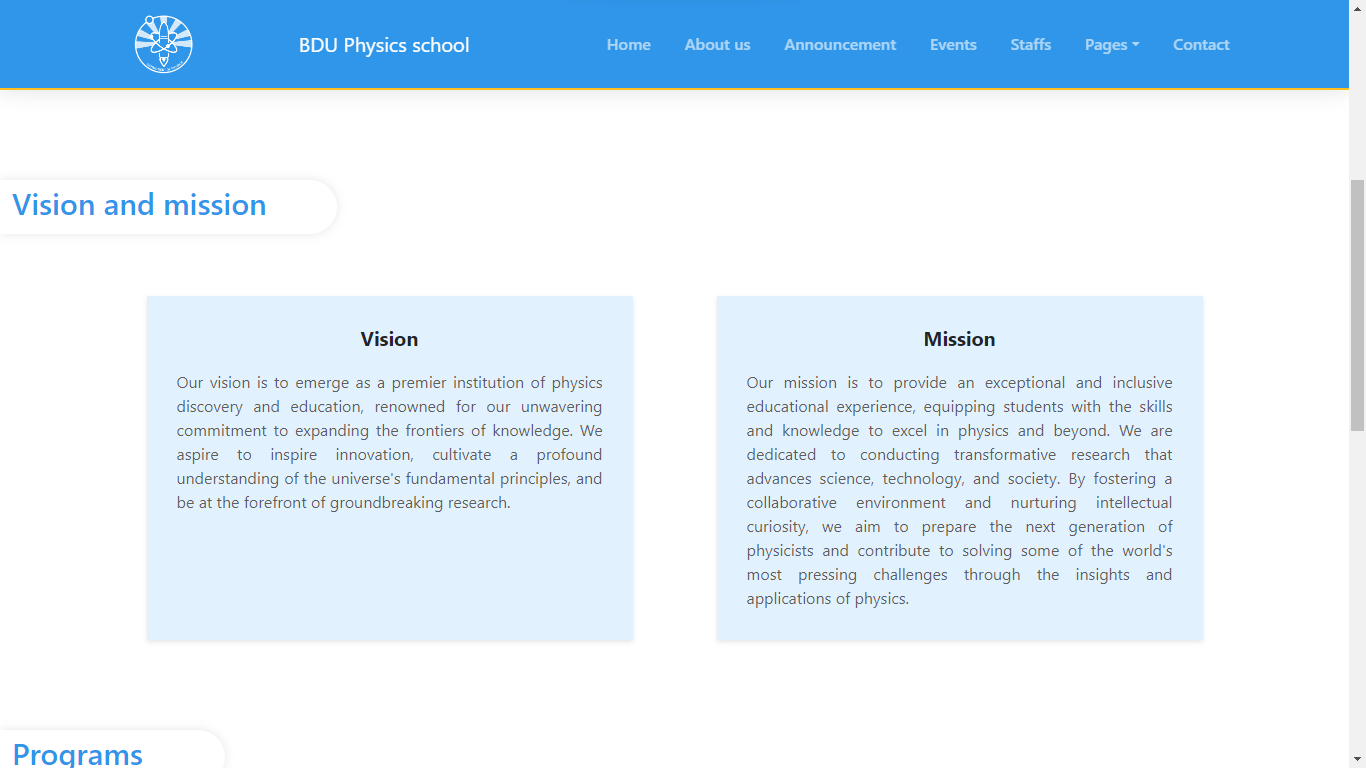 BDU Physics school
Home
About us
Announcement
Events
Staffs
Pages
Contact
Vision and mission
Vision
Our vision is to emerge as a premier institution of physics
discovery and education, renowned for our unwavering
commitment to expanding the frontiers of knowledge. We
aspire to inspire innovation, cultivate a profound
understanding of the universe's fundamental principles, and
be at the forefront of groundbreaking research.
Mission
Our mission is to provide an exceptional and inclusive
educational experience, equipping students with the skills
and knowledge to excel in physics and beyond. We are
dedicated to conducting transformative research that
advances science, technology, and society. By fostering a
collaborative environment and nurturing intellectual
curiosity, we aim to prepare the next generation of
physicists and contribute to solving some of the world's
most pressing challenges through the insights and
applications of physics.
Programs